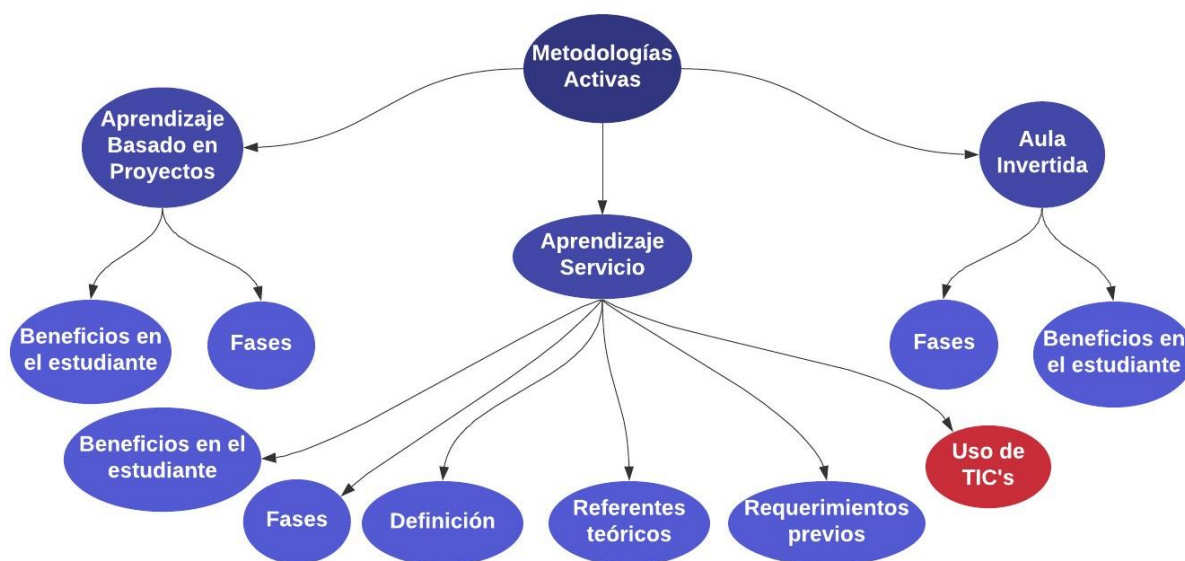 Metodologías
Activas
Aprendizaje
Basado en
Proyectos
Aula
Invertida
Aprendizaje
Servicio
Beneficios en
el estudiante
Fases
Fases
Beneficios en
el estudiante
Beneficios en el
estudiante
Fases
Definición
Referentes
teóricos
Requerimientos
previos
Uso de
TIC's